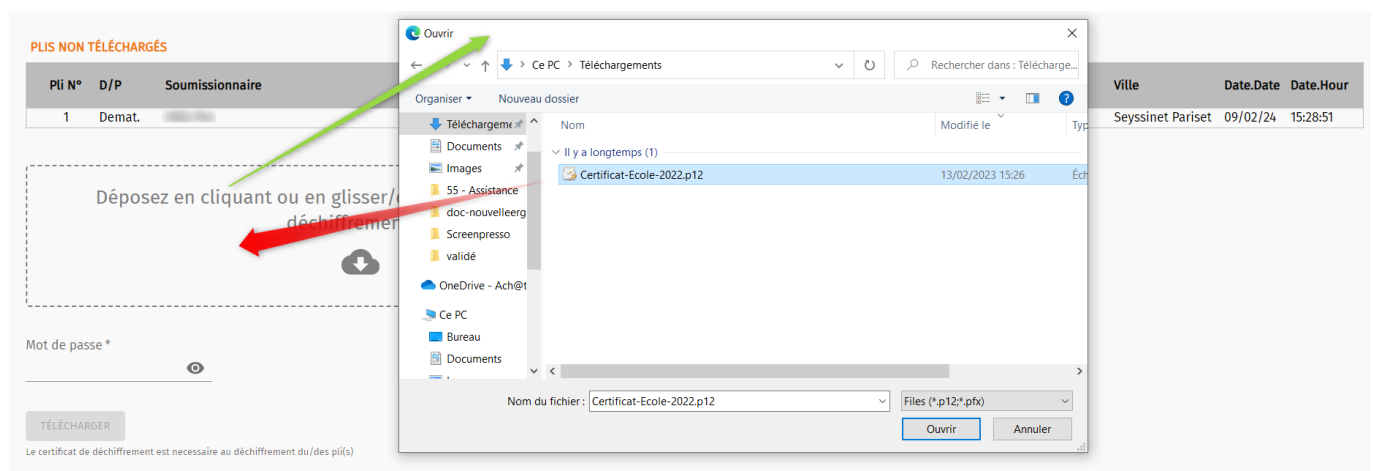 PLIS NON TÉLÉCHARGÉS
Pli N° D/P Soumissionnaire Ville Date.Date Date.Hour
1 Demat. Seyssinet Pariset 09/02/24 15:28:51
Déposez en cliquant ou en glisser/
déchiffremen
Mot de passe *
TÉLÉCHARGER
Le certificat de déchiffrement est necessaire au déchiffrement du/des pli(s)
Ouvrir
Ce PC > Téléchargements
Rechercher dans : Télécharge...
Organiser Nouveau dossier
Téléchargeme
Documents
Images
55 - Assistance
doc-nouvelleerg
Screenpresso
validé
OneDrive - Ach@t
Ce PC
Bureau
Documents
Nom Modifié le Typ
Il y a longtemps (1)
Certificat-Ecole-2022.p12 13/02/2023 15:26 Éch
Nom du fichier : Certificat-Ecole-2022.p12 Files (*.p12;*.pfx)
Ouvrir Annuler